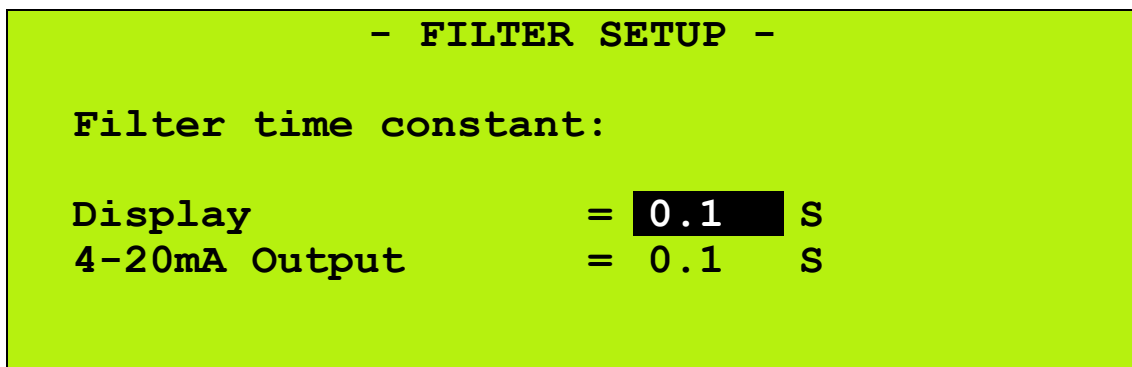 - FILTER SETUP -
Filter time constant:
Display = 0.1 S
4-20mA Output = 0.1 S